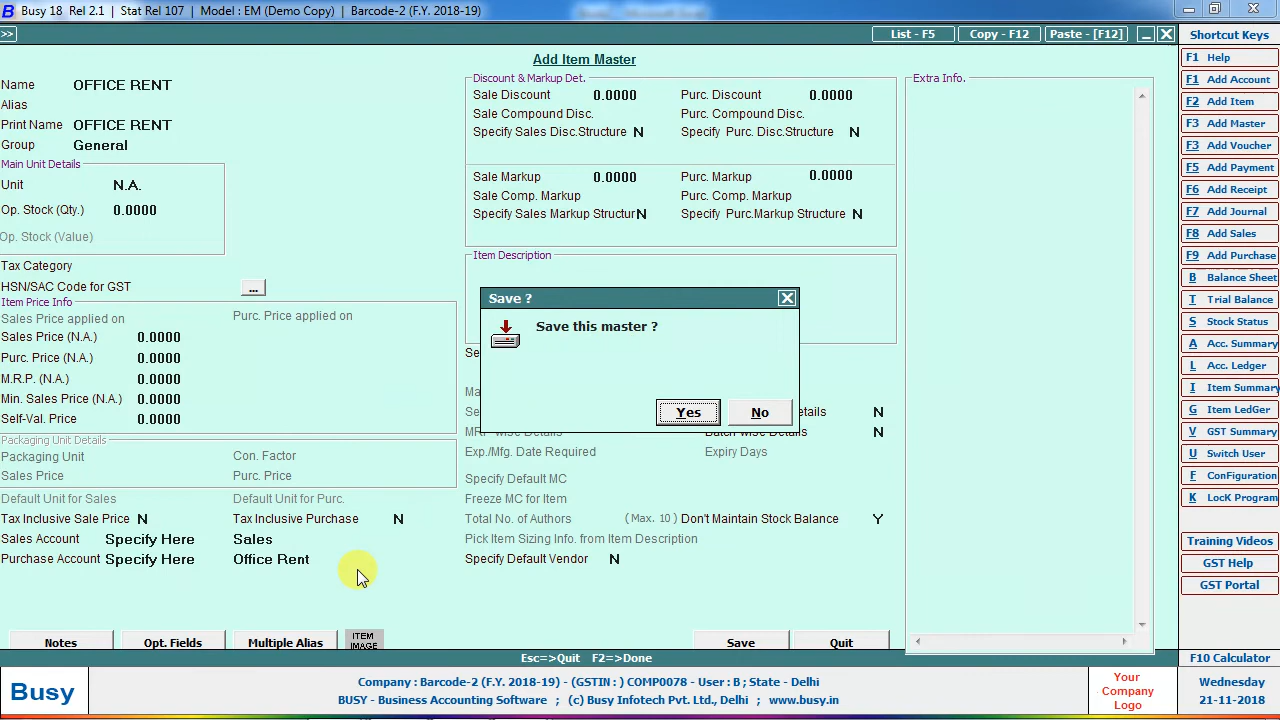 Busy 18 Rel 2.1 | Stat Rel 107 | Model : EM (Demo Copy) | Barcode-2 (F.Y. 2018-19)
>> List - F5 Copy - F12 Paste - [F12]
Add Item Master
Name OFFICE RENT
Alias
Print Name OFFICE RENT
Group General
Main Unit Details
Unit N.A.
Op. Stock (Qty.) 0.0000
Op. Stock (Value)
Tax Category
HSN/SAC Code for GST ...
Item Price Info
Sales Price applied on Purc. Price applied on
Sales Price (N.A.) 0.0000
Purc. Price (N.A.) 0.0000
M.R.P. (N.A.) 0.0000
Min. Sales Price (N.A.) 0.0000
Self-Val. Price 0.0000
Packaging Unit Details
Packaging Unit Con. Factor
Sales Price Purc. Price
Default Unit for Sales Default Unit for Purc.
Tax Inclusive Sale Price N Tax Inclusive Purchase N
Sales Account Specify Here Sales
Purchase Account Specify Here Office Rent
Notes Opt. Fields Multiple Alias ITEM IMAGE
Discount & Markup Det.
Sale Discount 0.0000 Purc. Discount 0.0000
Sale Compound Disc. Purc. Compound Disc.
Specify Sales Disc.Structure N Specify Purc. Disc.Structure N
Sale Markup 0.0000 Purc. Markup 0.0000
Sale Comp. Markup Purc. Comp. Markup
Specify Sales Markup Structur N Specify Purc.Markup Structure N
Item Description
Save ?
Save this master ?
Yes No
Se
Ma
Se etails N
MRP wise Details Batch-wise Details N
Exp./Mfg. Date Required Expiry Days
Specify Default MC
Freeze MC for Item
Total No. of Authors (Max. 10) Don't Maintain Stock Balance Y
Pick Item Sizing Info. from Item Description
Specify Default Vendor N
Save Quit
Extra Info.
Esc=>Quit F2=>Done
Shortcut Keys
F1 Help
F1 Add Account
F2 Add Item
F3 Add Master
F3 Add Voucher
F5 Add Payment
F6 Add Receipt
F7 Add Journal
F8 Add Sales
F9 Add Purchase
B Balance Sheet
T Trial Balance
S Stock Status
A Acc. Summary
L Acc. Ledger
I Item Summary
G Item LedGer
V GST Summary
U Switch User
F ConFiguration
K LocK Program
Training Videos
GST Help
GST Portal
F10 Calculator
Busy
Company : Barcode-2 (F.Y. 2018-19) - (GSTIN : ) COMP0078 - User : B ; State - Delhi
BUSY - Business Accounting Software ; (c) Busy Infotech Pvt. Ltd., Delhi ; www.busy.in
Your
Company
Logo
Wednesday
21-11-2018